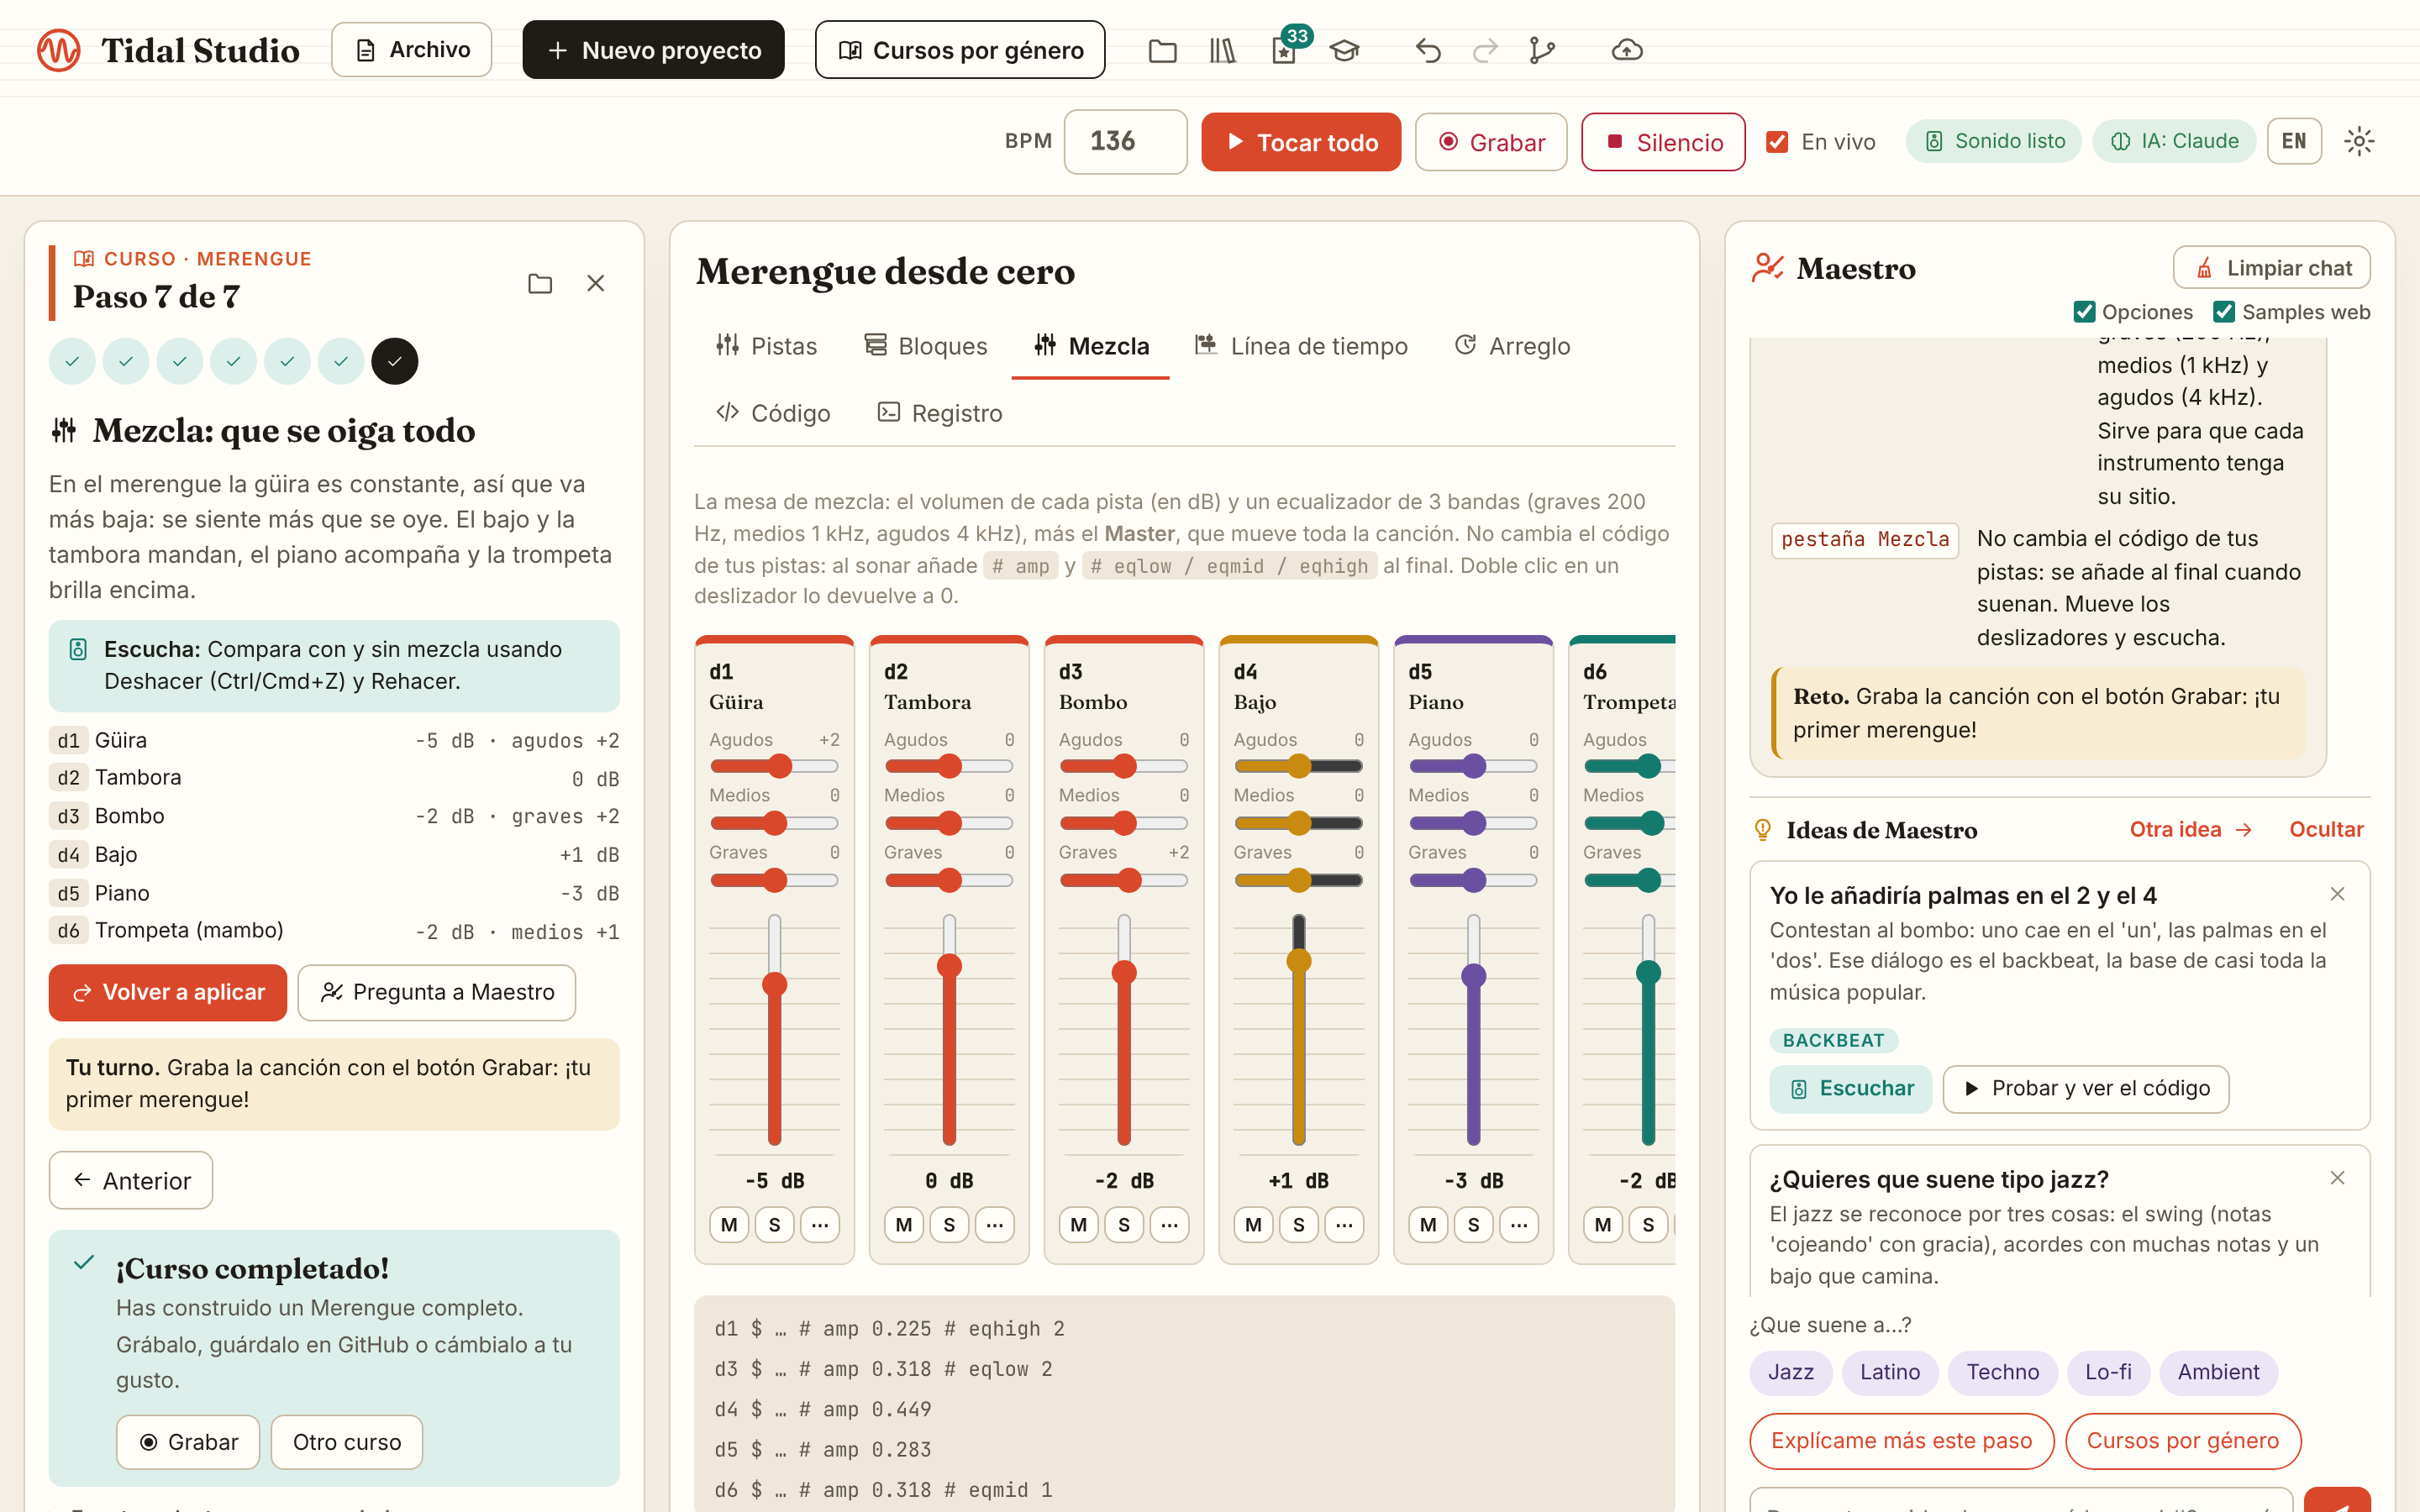 Tidal Studio
Archivo
Nuevo proyecto
Cursos por género
33
BPM
136
Tocar todo
Grabar
Silencio
En vivo
Sonido listo
IA: Claude
EN
CURSO · MERENGUE
Paso 7 de 7
Mezcla: que se oiga todo
En el merengue la güira es constante, así que va
más baja: se siente más que se oye. El bajo y la
tambora mandan, el piano acompaña y la trompeta
brilla encima.
Escucha: Compara con y sin mezcla usando
Deshacer (Ctrl/Cmd+Z) y Rehacer.
d1 Güira -5 dB · agudos +2
d2 Tambora 0 dB
d3 Bombo -2 dB · graves +2
d4 Bajo +1 dB
d5 Piano -3 dB
d6 Trompeta (mambo) -2 dB · medios +1
Volver a aplicar
Pregunta a Maestro
Tu turno. Graba la canción con el botón Grabar: ¡tu
primer merengue!
Anterior
¡Curso completado!
Has construido un Merengue completo.
Grábalo, guárdalo en GitHub o cámbialo a tu
gusto.
Grabar
Otro curso
Merengue desde cero
Pistas
Bloques
Mezcla
Línea de tiempo
Arreglo
Código
Registro
La mesa de mezcla: el volumen de cada pista (en dB) y un ecualizador de 3 bandas (graves 200
Hz, medios 1 kHz, agudos 4 kHz), más el Master, que mueve toda la canción. No cambia el código
de tus pistas: al sonar añade # amp y # eqlow / eqmid / eqhigh al final. Doble clic en un
deslizador lo devuelve a 0.
d1
Güira
Agudos +2
Medios 0
Graves 0
-5 dB
M S ...
d2
Tambora
Agudos 0
Medios 0
Graves 0
0 dB
M S ...
d3
Bombo
Agudos 0
Medios 0
Graves +2
-2 dB
M S ...
d4
Bajo
Agudos 0
Medios 0
Graves 0
+1 dB
M S ...
d5
Piano
Agudos 0
Medios 0
Graves 0
-3 dB
M S ...
d6
Trompeta
Agudos
Medios
Graves
-2 dB
M S
d1 $ … # amp 0.225 # eqhigh 2
d3 $ … # amp 0.318 # eqlow 2
d4 $ … # amp 0.449
d5 $ … # amp 0.283
d6 $ … # amp 0.318 # eqmid 1
Maestro
Limpiar chat
Opciones
Samples web
medios (1 kHz) y
agudos (4 kHz).
Sirve para que cada
instrumento tenga
su sitio.
pestaña Mezcla
No cambia el código de tus
pistas: se añade al final cuando
suenan. Mueve los
deslizadores y escucha.
Reto. Graba la canción con el botón Grabar: ¡tu
primer merengue!
Ideas de Maestro
Otra idea →
Ocultar
Yo le añadiría palmas en el 2 y el 4
Contestan al bombo: uno cae en el 'un', las palmas en el
'dos'. Ese diálogo es el backbeat, la base de casi toda la
música popular.
BACKBEAT
Escuchar
Probar y ver el código
¿Quieres que suene tipo jazz?
El jazz se reconoce por tres cosas: el swing (notas
'cojeando' con gracia), acordes con muchas notas y un
bajo que camina.
¿Que suene a...?
Jazz
Latino
Techno
Lo-fi
Ambient
Explícame más este paso
Cursos por género